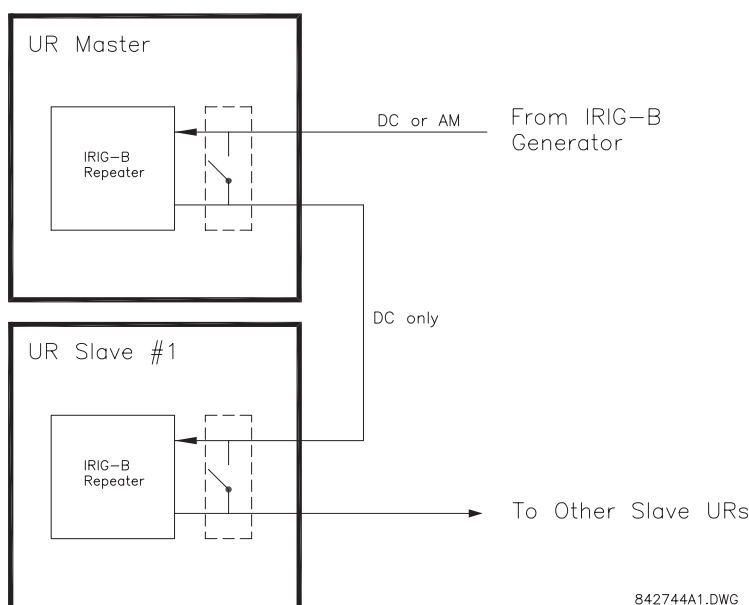 UR Master
DC or AM
From IRIG-B
Generator
IRIG-B
Repeater
DC only
UR Slave #1
IRIG-B
Repeater
To Other Slave URs
842744A1.DWG